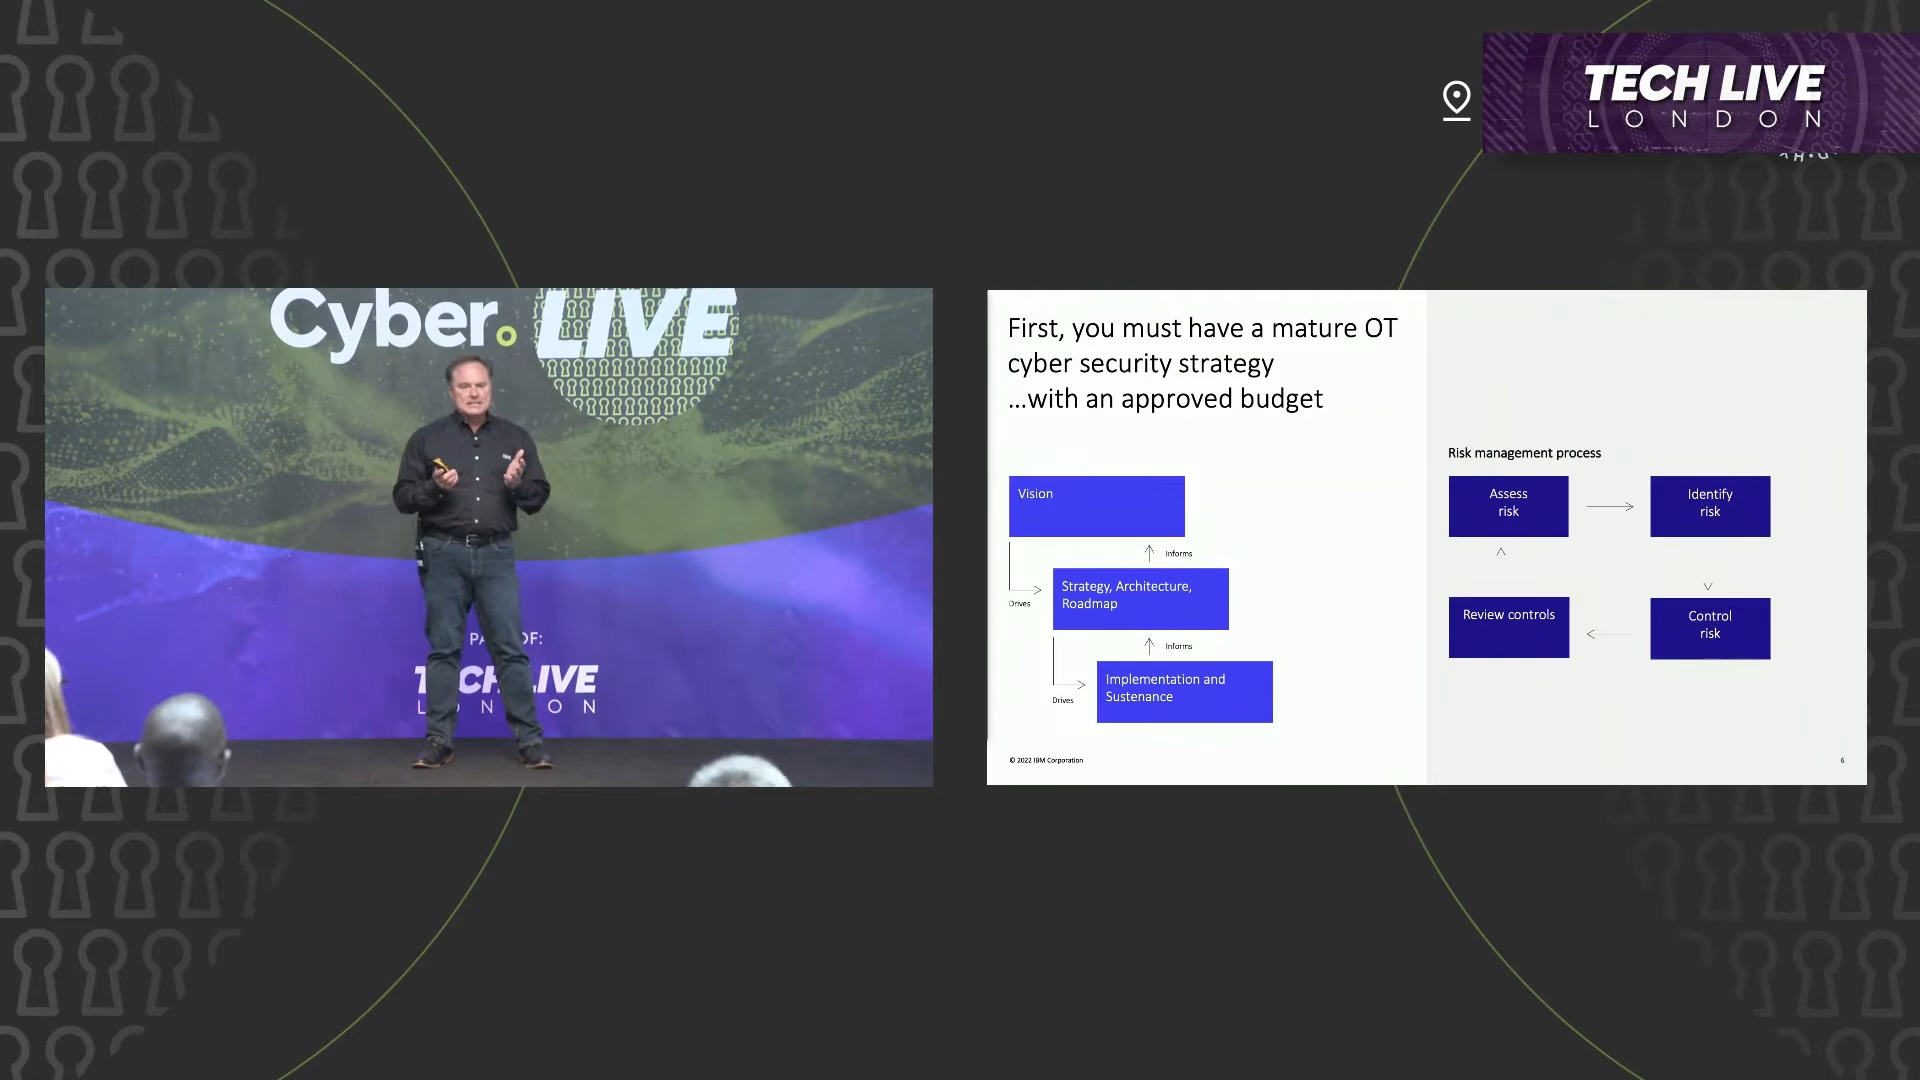 TECH LIVE
LONDON
Cyber. LIVE
OF:
LIVE
First, you must have a mature OT
cyber security strategy
...with an approved budget
Vision
Informs
Drives
Strategy, Architecture,
Roadmap
Informs
Drives
Implementation and
Sustenance
© 2022 IBM Corporation
Risk management process
Assess
risk
Identify
risk
Review controls
Control
risk
6